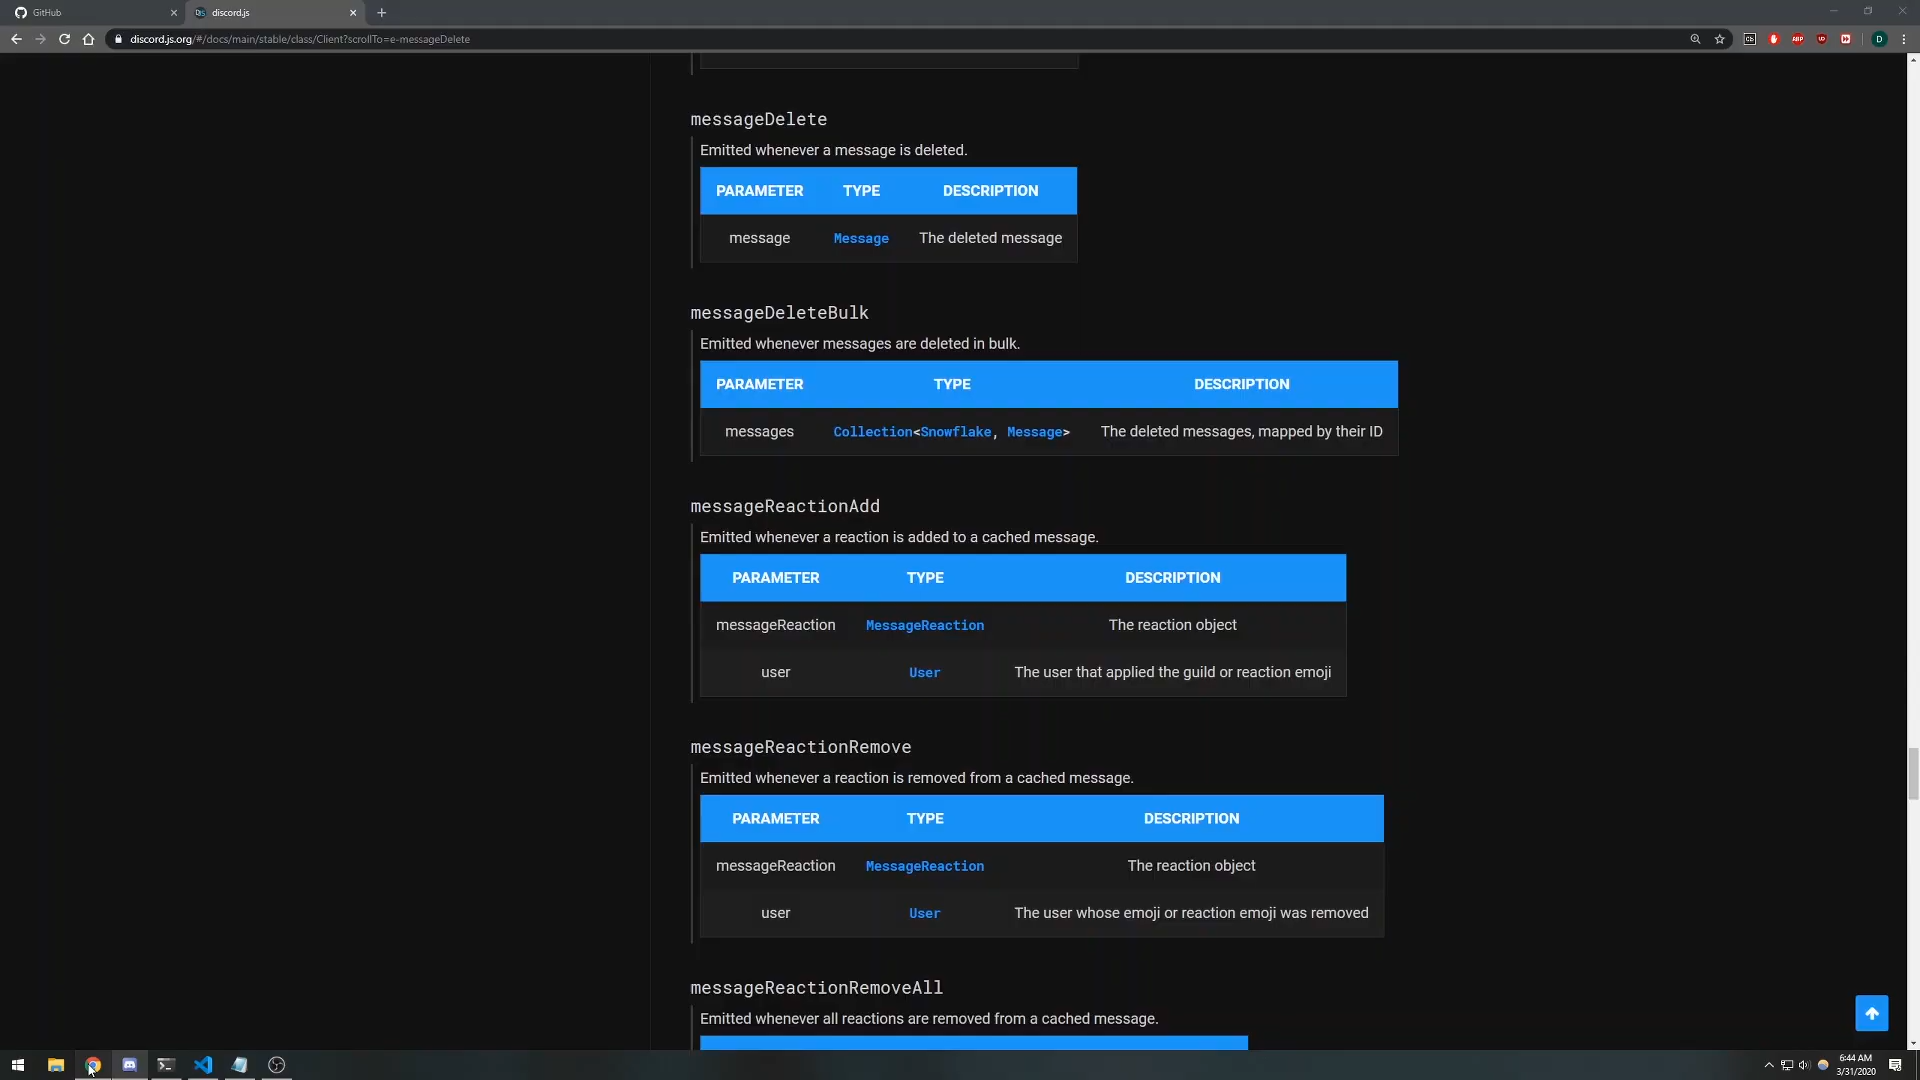 GitHub
discord.js
discord.js.org/#/docs/main/stable/class/Client?scrollTo=e-messageDelete
messageDelete
Emitted whenever a message is deleted.
PARAMETER TYPE DESCRIPTION
message Message The deleted message
messageDeleteBulk
Emitted whenever messages are deleted in bulk.
PARAMETER TYPE DESCRIPTION
messages Collection<Snowflake, Message> The deleted messages, mapped by their ID
messageReactionAdd
Emitted whenever a reaction is added to a cached message.
PARAMETER TYPE DESCRIPTION
messageReaction MessageReaction The reaction object
user User The user that applied the guild or reaction emoji
messageReactionRemove
Emitted whenever a reaction is removed from a cached message.
PARAMETER TYPE DESCRIPTION
messageReaction MessageReaction The reaction object
user User The user whose emoji or reaction emoji was removed
messageReactionRemoveAll
Emitted whenever all reactions are removed from a cached message.
6:44 AM
3/31/2020